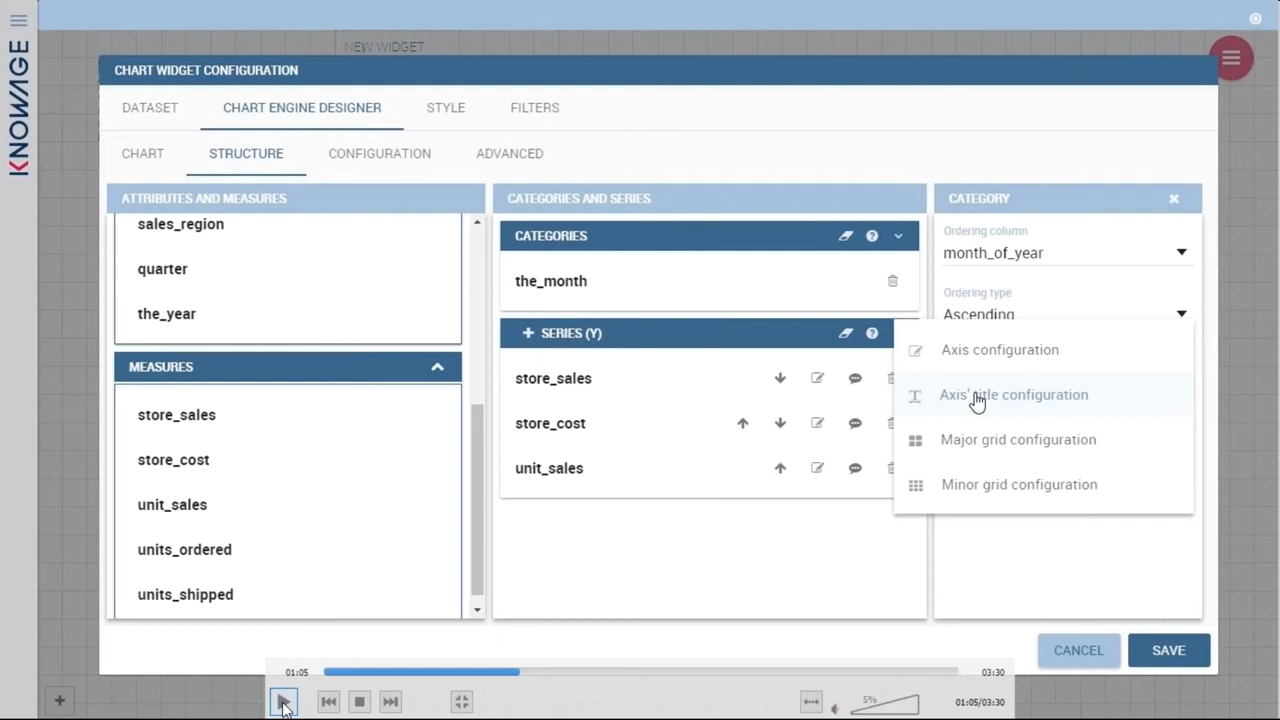 KNOWAGE
NEW WIDGET
CHART WIDGET CONFIGURATION
DATASET CHART ENGINE DESIGNER STYLE FILTERS
CHART STRUCTURE CONFIGURATION ADVANCED
ATTRIBUTES AND MEASURES
sales_region
quarter
the_year
MEASURES
store_sales
store_cost
unit_sales
units_ordered
units_shipped
CATEGORIES AND SERIES
CATEGORIES
the_month
SERIES (Y)
store_sales
store_cost
unit_sales
CATEGORY
Ordering column
month_of_year
Ordering type
Ascending
Axis configuration
Axis' title configuration
Major grid configuration
Minor grid configuration
CANCEL SAVE
01:05 03:30
5% 01:05/03:30